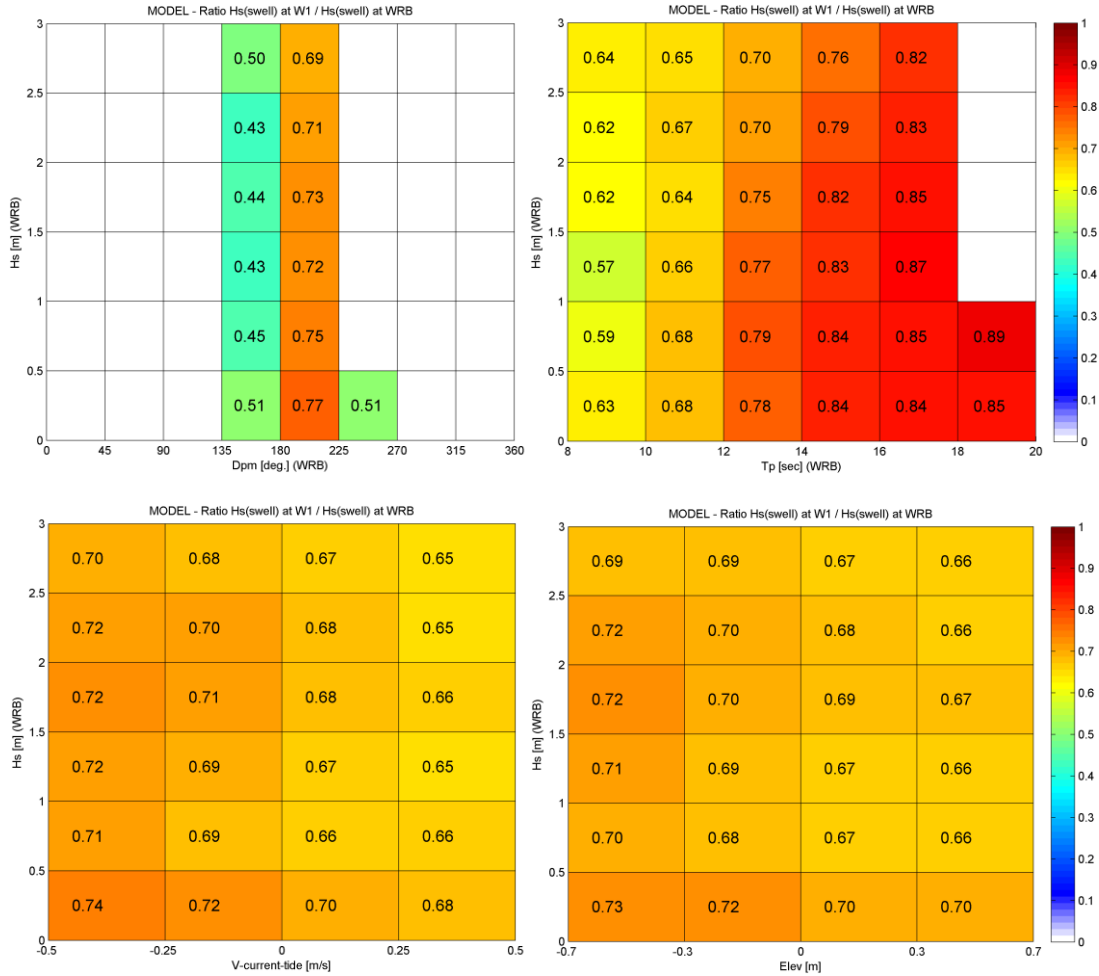 MODEL - Ratio Hs(swell) at W1 / Hs(swell) at WRB
3
0.50 0.69
2.5
0.43 0.71
2
0.44 0.73
1.5
0.43 0.72
1
0.45 0.75
0.5
0.51 0.77 0.51
0
0 45 90 135 180 225 270 315 360
Hs [m] (WRB)
Dpm [deg.] (WRB)
MODEL - Ratio Hs(swell) at W1 / Hs(swell) at WRB
3
0.64 0.65 0.70 0.76 0.82
2.5
0.62 0.67 0.70 0.79 0.83
2
0.62 0.64 0.75 0.82 0.85
1.5
0.57 0.66 0.77 0.83 0.87
1
0.59 0.68 0.79 0.84 0.85 0.89
0.5
0.63 0.68 0.78 0.84 0.84 0.85
0
8 10 12 14 16 18 20
Hs [m] (WRB)
Tp [sec] (WRB)
1
0.9
0.8
0.7
0.6
0.5
0.4
0.3
0.2
0.1
0
MODEL - Ratio Hs(swell) at W1 / Hs(swell) at WRB
3
0.70 0.68 0.67 0.65
2.5
0.72 0.70 0.68 0.65
2
0.72 0.71 0.68 0.66
1.5
0.72 0.69 0.67 0.65
1
0.71 0.69 0.66 0.66
0.5
0.74 0.72 0.70 0.68
0
-0.5 -0.25 0 0.25 0.5
Hs [m] (WRB)
V-current-tide [m/s]
MODEL - Ratio Hs(swell) at W1 / Hs(swell) at WRB
3
0.69 0.69 0.67 0.66
2.5
0.72 0.70 0.68 0.66
2
0.72 0.70 0.69 0.67
1.5
0.71 0.69 0.67 0.66
1
0.70 0.68 0.67 0.66
0.5
0.73 0.72 0.70 0.70
0
-0.7 -0.3 0 0.3 0.7
Hs [m] (WRB)
Elev [m]
1
0.9
0.8
0.7
0.6
0.5
0.4
0.3
0.2
0.1
0